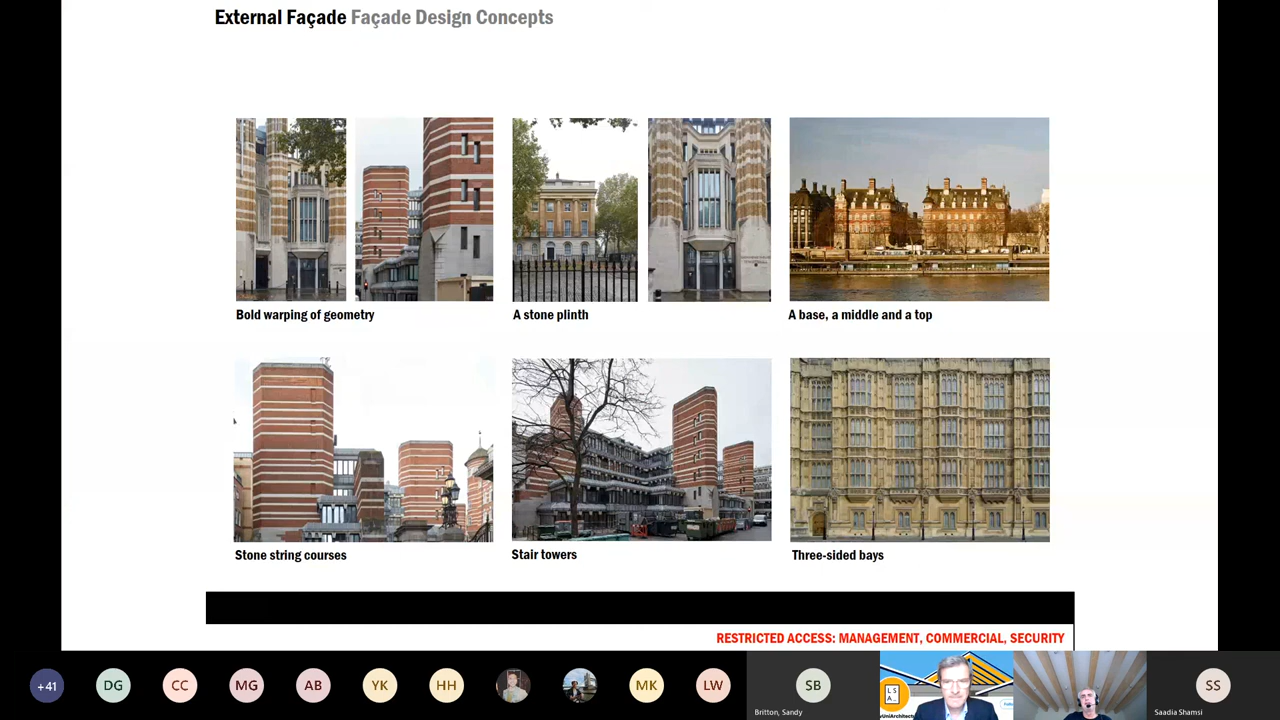 External Façade Façade Design Concepts
Bold warping of geometry
A stone plinth
A base, a middle and a top
Stone string courses
Stair towers
Three-sided bays
RESTRICTED ACCESS: MANAGEMENT, COMMERCIAL, SECURITY
+41
DG
CC
MG
AB
YK
HH
MK
LW
SB
Britton, Sandy
L S
A
SS
Saadia Shamsi